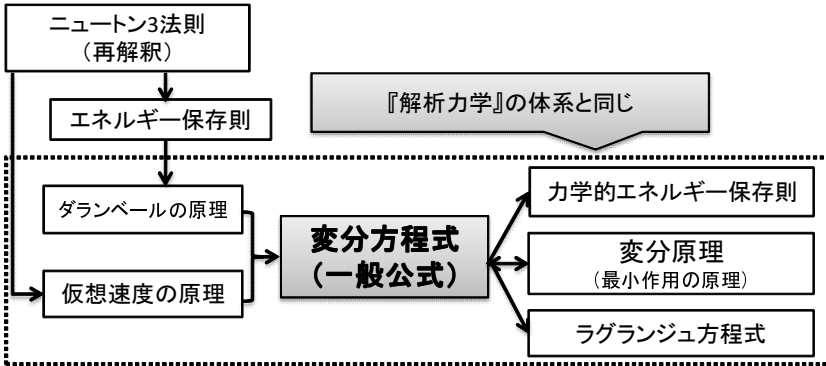 ニュートン3法則
（再解釈）
『解析力学』の体系と同じ
エネルギー保存則
ダランベールの原理
仮想速度の原理
変分方程式
（一般公式）
力学的エネルギー保存則
変分原理
（最小作用の原理）
ラグランジュ方程式